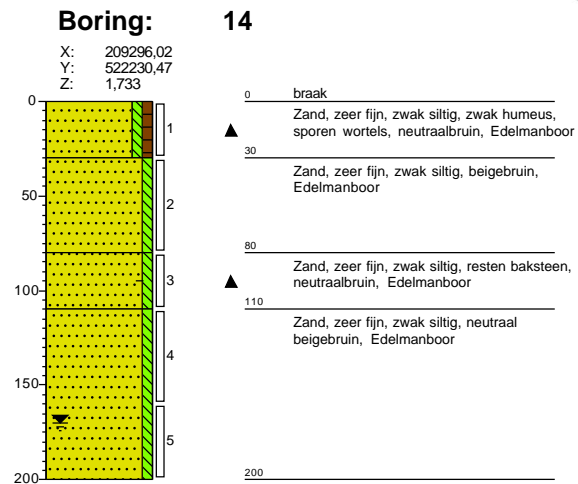 Boring: 14
X: 209296,02
Y: 522230,47
Z: 1,733
0
50
100
150
200
1
2
3
4
5
0 braak
Zand, zeer fijn, zwak siltig, zwak humeus,
sporen wortels, neutraalbruin, Edelmanboor
30
Zand, zeer fijn, zwak siltig, beigebruin,
Edelmanboor
80
Zand, zeer fijn, zwak siltig, resten baksteen,
neutraalbruin, Edelmanboor
110
Zand, zeer fijn, zwak siltig, neutraal
beigebruin, Edelmanboor
200